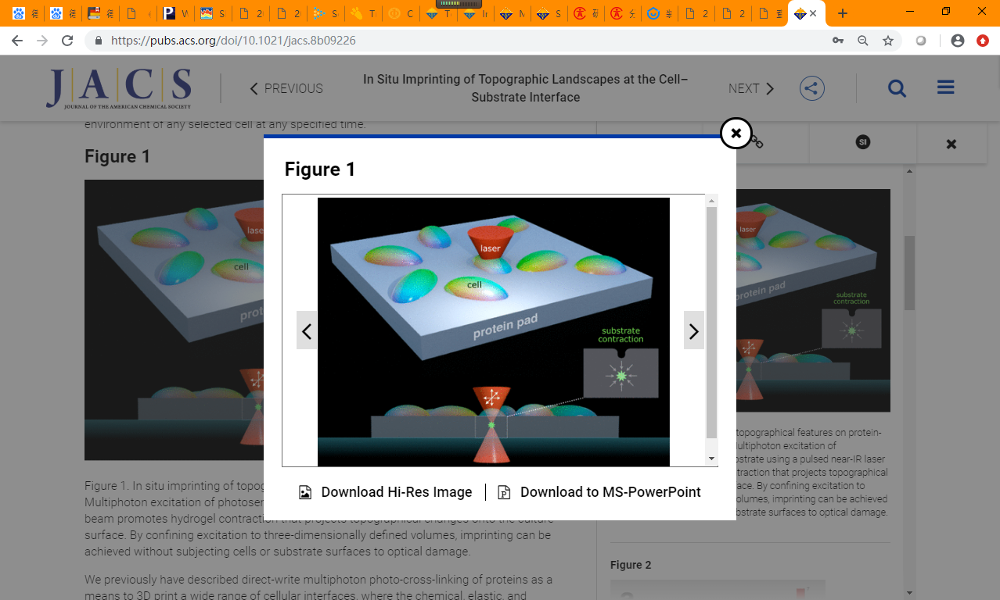 https://pubs.acs.org/doi/10.1021/jacs.8b09226
JACS
JOURNAL OF THE AMERICAN CHEMICAL SOCIETY
PREVIOUS
In Situ Imprinting of Topographic Landscapes at the Cell–
Substrate Interface
NEXT
environment of any selected cell at any specified time.
SI
Figure 1
Figure 1
laser
cell
protein pad
substrate
contraction
cell
laser
protein pad
substrate
contraction
Download Hi-Res Image
Download to MS-PowerPoint
Figure 1. In situ imprinting of
Multiphoton excitation of
beam promotes hydrogel contraction that projects topographical changes onto the culture
surface. By confining excitation to three-dimensionally defined volumes, imprinting can be
achieved without subjecting cells or substrate surfaces to optical damage.
We previously have described direct-write multiphoton photo-cross-linking of proteins as a
means to 3D print a wide range of cellular interfaces, where the chemical, elastic, and
topographical features on protein-
excitation of
using a pulsed near-IR laser
that projects topographical
By confining excitation to
imprinting can be achieved
surfaces to optical damage.
Figure 2